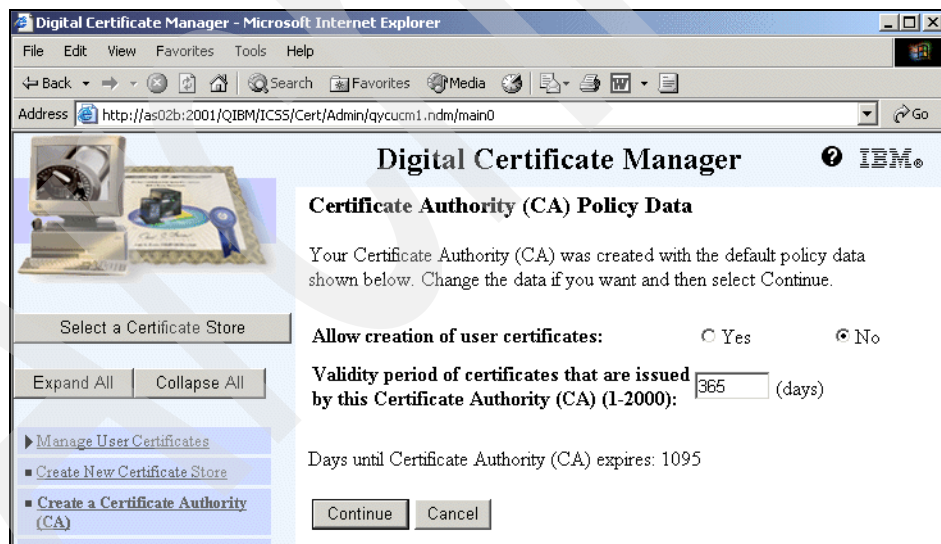 Digital Certificate Manager - Microsoft Internet Explorer
File Edit View Favorites Tools Help
Back Search Favorites Media
Address http://as02b:2001/QIBM/ICSS/Cert/Admin/qycucm1.ndm/main0 Go
Digital Certificate Manager IBM®
Certificate Authority (CA) Policy Data
Your Certificate Authority (CA) was created with the default policy data
shown below. Change the data if you want and then select Continue.
Select a Certificate Store
Allow creation of user certificates: Yes No
Expand All Collapse All
Validity period of certificates that are issued
by this Certificate Authority (CA) (1-2000): 365 (days)
Manage User Certificates
Create New Certificate Store
Create a Certificate Authority
(CA)
Days until Certificate Authority (CA) expires: 1095
Continue Cancel